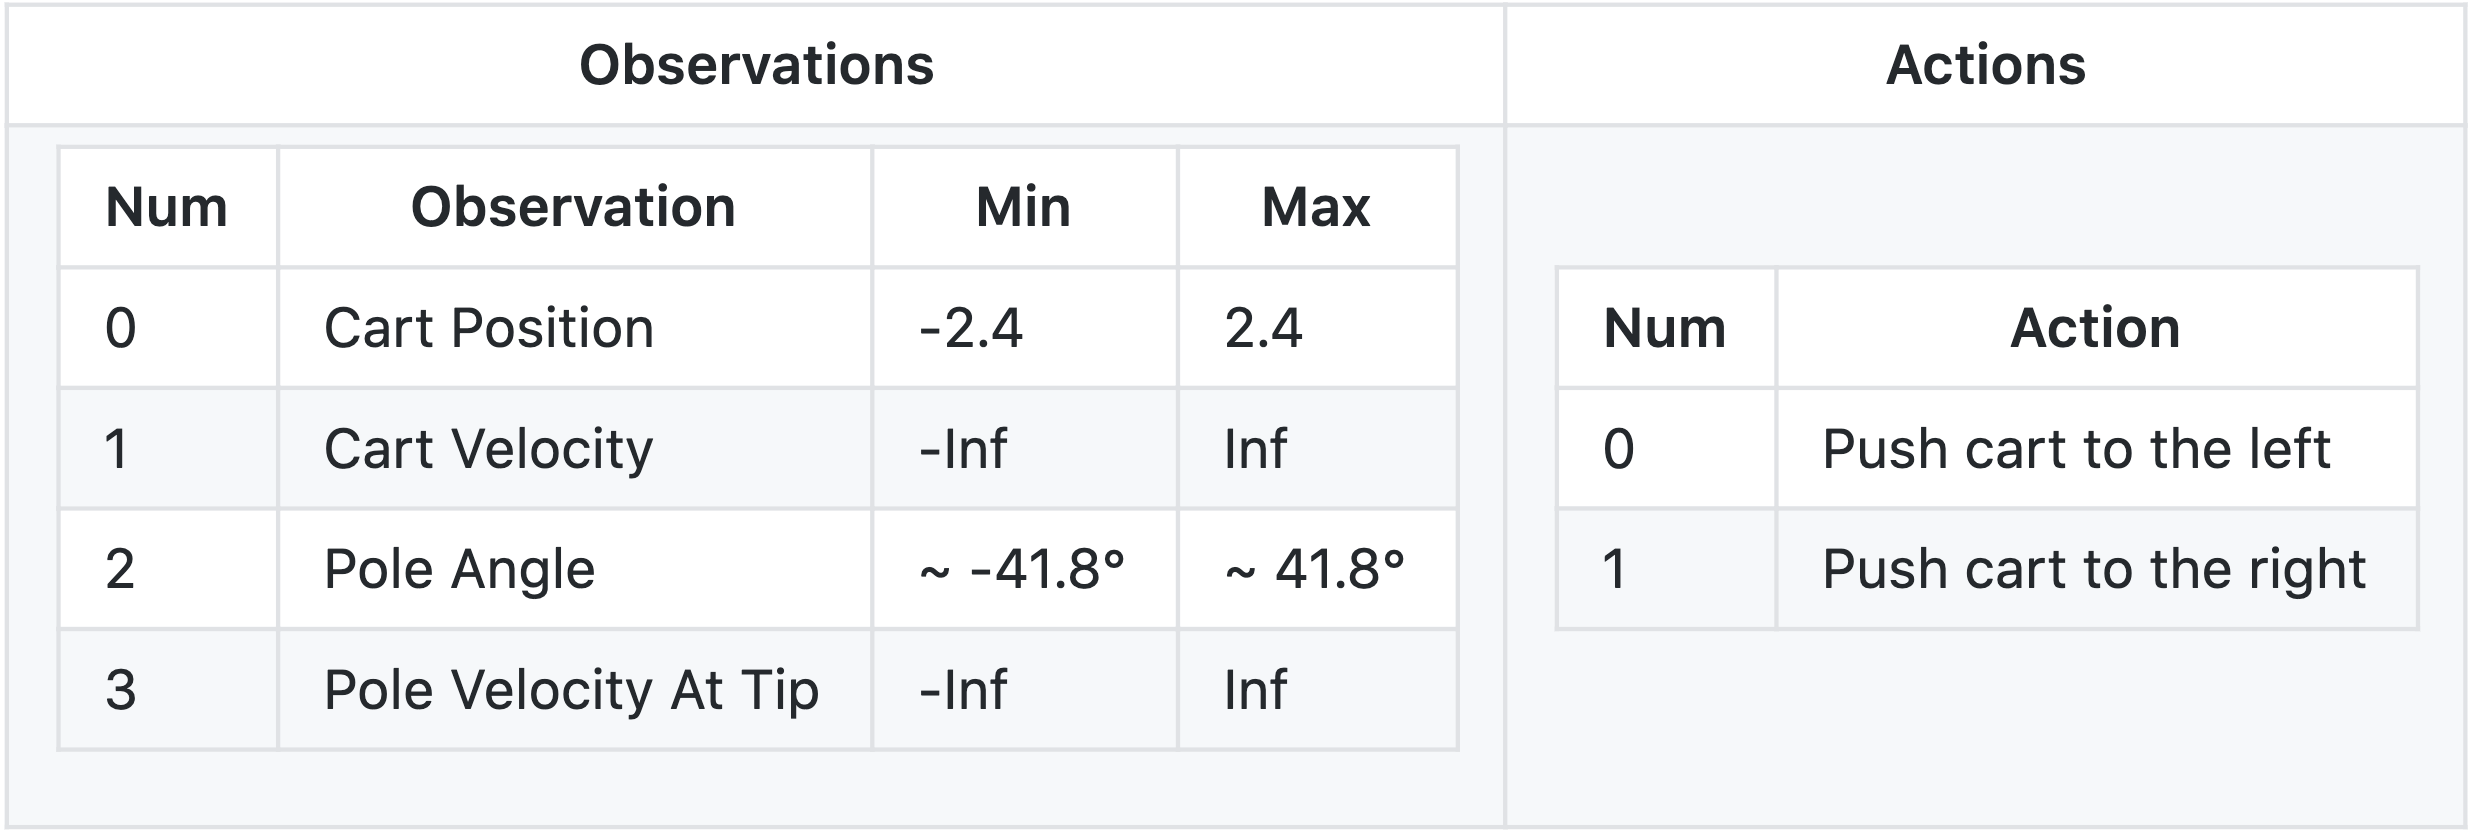 Observations Actions
Num Observation Min Max
0 Cart Position -2.4 2.4
1 Cart Velocity -Inf Inf
2 Pole Angle ~ -41.8° ~ 41.8°
3 Pole Velocity At Tip -Inf Inf
Num Action
0 Push cart to the left
1 Push cart to the right